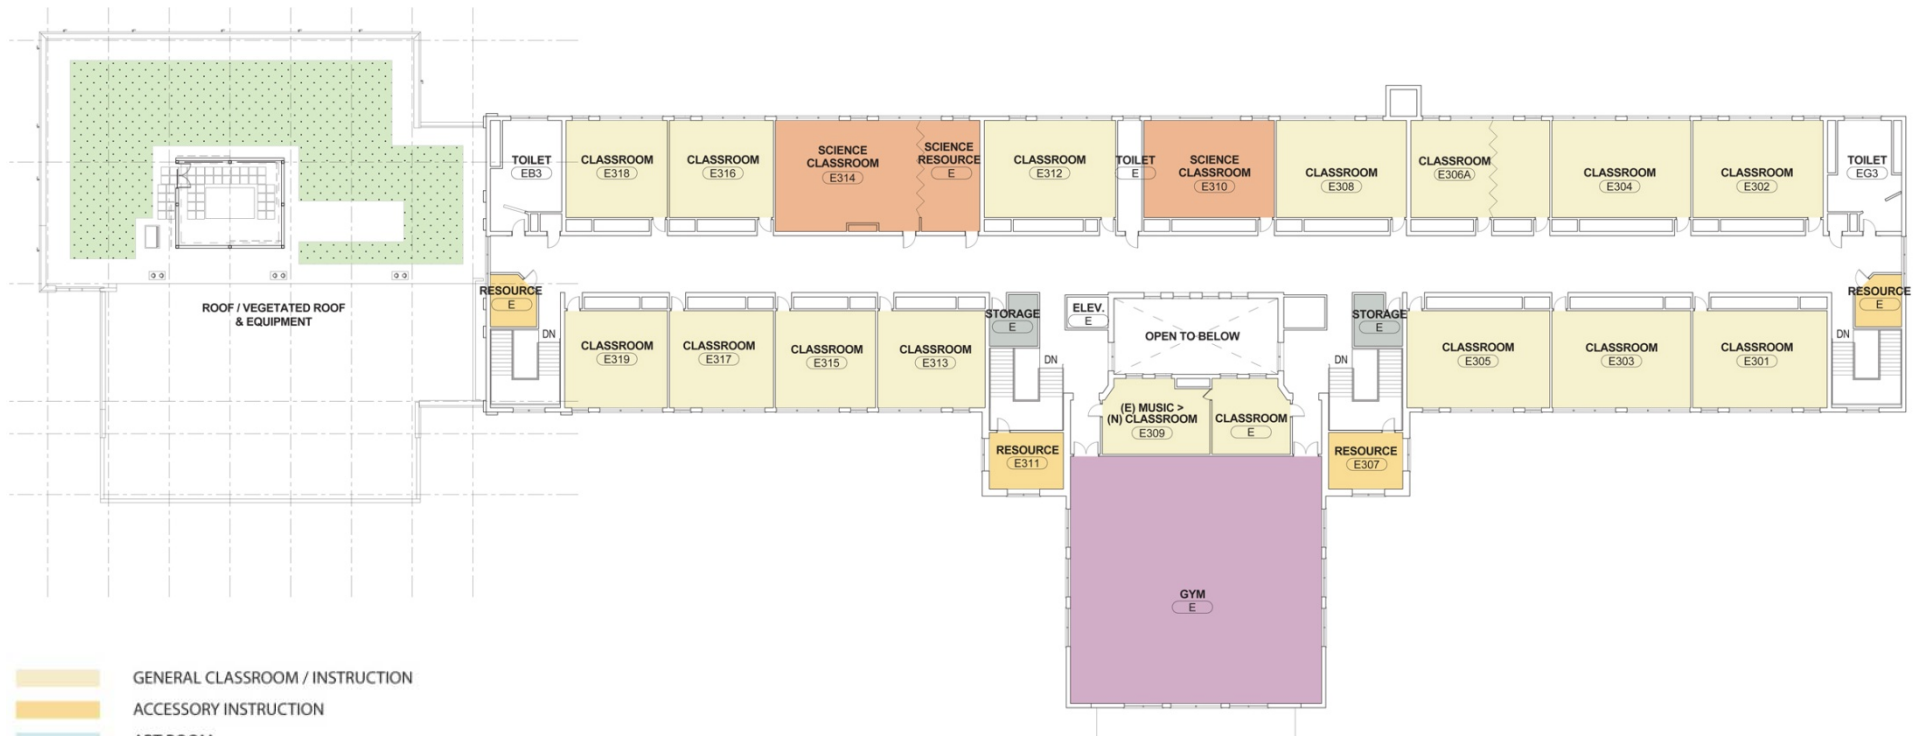 TOILET
EB3
CLASSROOM
E318
CLASSROOM
E316
SCIENCE
CLASSROOM
E314
SCIENCE
RESOURCE
E
CLASSROOM
E312
TOILET
E
SCIENCE
CLASSROOM
E310
CLASSROOM
E308
CLASSROOM
E306A
CLASSROOM
E304
CLASSROOM
E302
TOILET
EG3
ROOF / VEGETATED ROOF
& EQUIPMENT
RESOURCE
E
DN
CLASSROOM
E319
CLASSROOM
E317
CLASSROOM
E315
CLASSROOM
E313
STORAGE
E
DN
ELEV.
E
OPEN TO BELOW
STORAGE
E
DN
CLASSROOM
E305
CLASSROOM
E303
CLASSROOM
E301
DN
RESOURCE
E
(E) MUSIC >
(N) CLASSROOM
E309
CLASSROOM
E
RESOURCE
E311
RESOURCE
E307
GYM
E
GENERAL CLASSROOM / INSTRUCTION
ACCESSORY INSTRUCTION